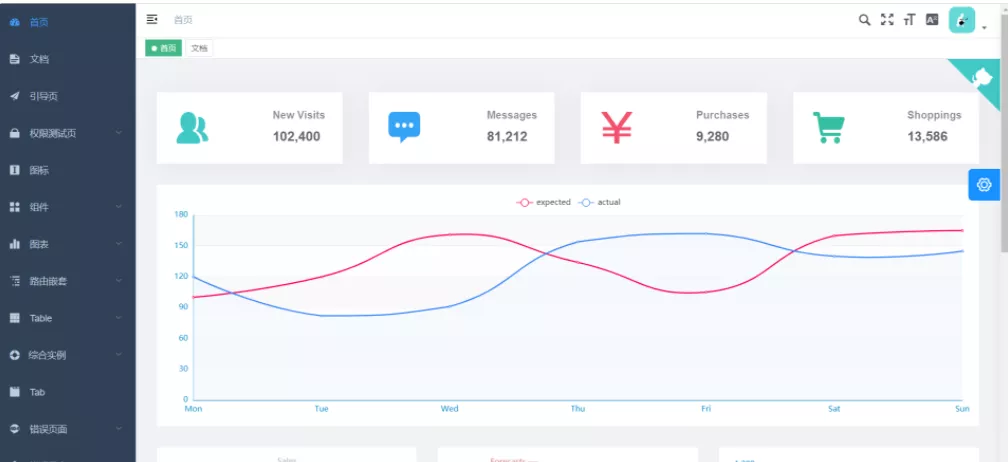 首页
文档
引导页
权限测试页
图标
组件
图表
路由嵌套
Table
综合实例
Tab
错误页面
首页
首页
文档
New Visits
102,400
Messages
81,212
Purchases
9,280
Shoppings
13,586
expected
actual
180
150
120
90
60
30
0
Mon
Tue
Wed
Thu
Fri
Sat
Sun